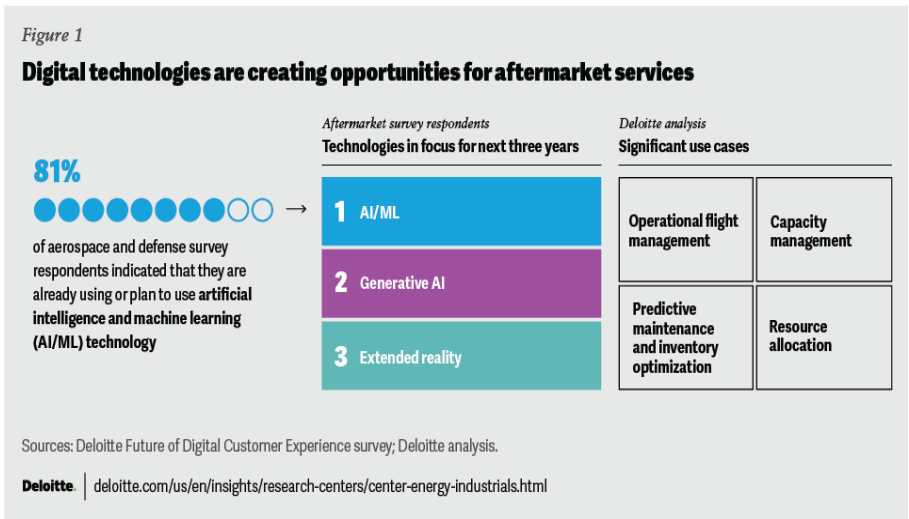 Figure 1
Digital technologies are creating opportunities for aftermarket services
81%
of aerospace and defense survey
respondents indicated that they are
already using or plan to use artificial
intelligence and machine learning
(AI/ML) technology
→
Aftermarket survey respondents
Technologies in focus for next three years
1 AI/ML
2 Generative AI
3 Extended reality
Deloitte analysis
Significant use cases
Operational flight
management
Capacity
management
Predictive
maintenance
and inventory
optimization
Resource
allocation
Sources: Deloitte Future of Digital Customer Experience survey; Deloitte analysis.
Deloitte. | deloitte.com/us/en/insights/research-centers/center-energy-industrials.html